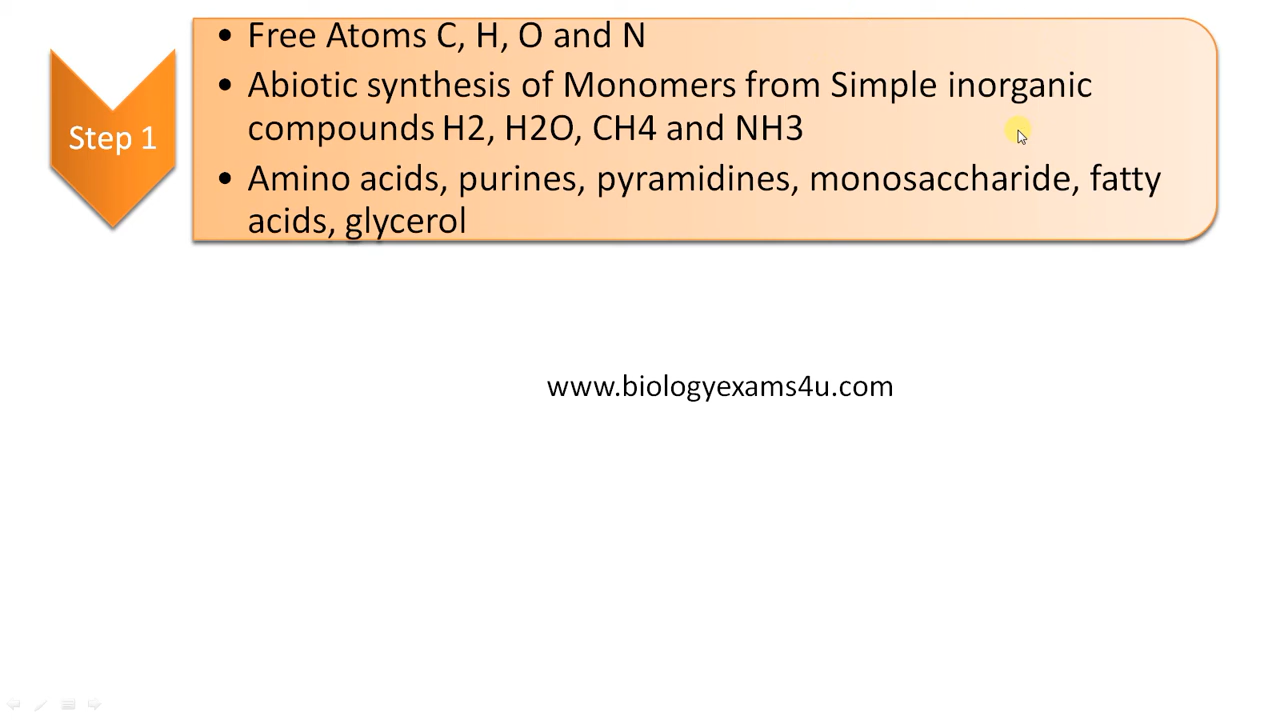 Step 1
• Free Atoms C, H, O and N
• Abiotic synthesis of Monomers from Simple inorganic
compounds H2, H2O, CH4 and NH3
• Amino acids, purines, pyramidines, monosaccharide, fatty
acids, glycerol
www.biologyexams4u.com